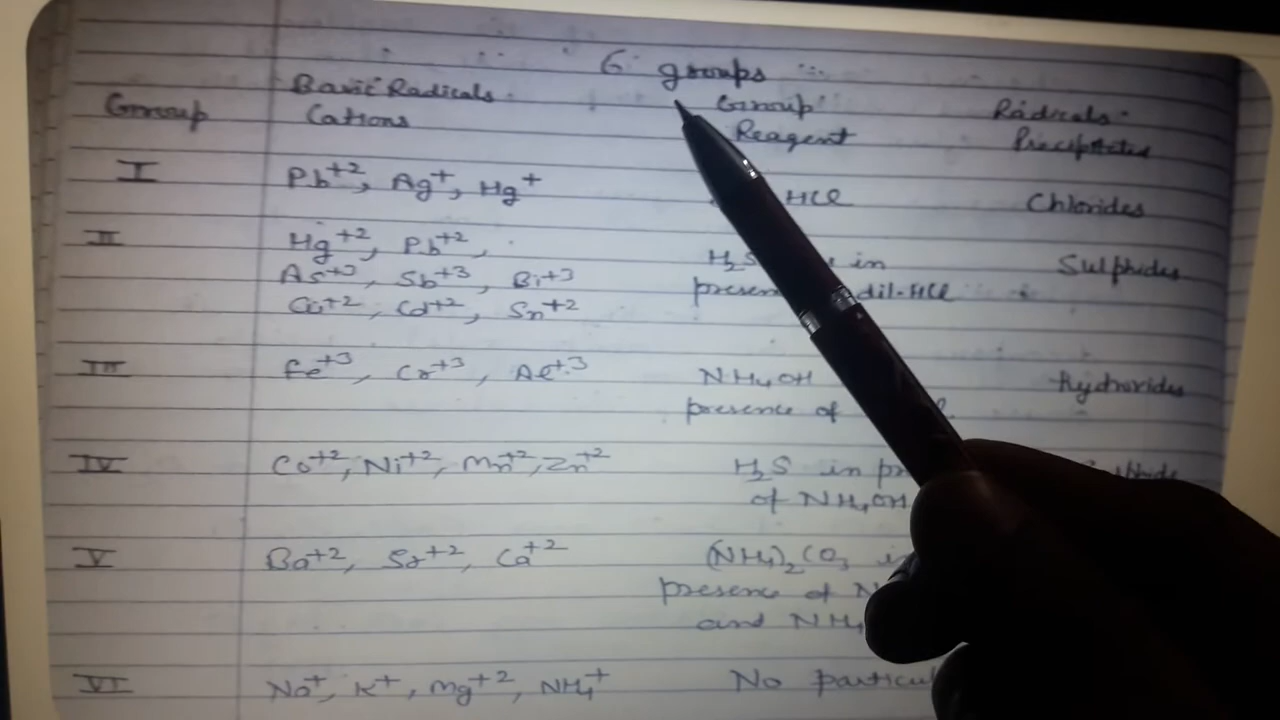 6 groups
Group
Basic Radicals
Cations
Group
Reagent
Radicals
Precipitated
I
Pb+2, Ag+, Hg+
HCl
Chlorides
II
Hg+2, Pb+2,
As+3, Sb+3, Bi+3
Cu+2, Cd+2, Sn+2
H2S in
dil-HCl
Sulphides
III
Fe+3, Cr+3, Al+3
NH4OH
presence of
Hydroxides
IV
Co+2, Ni+2, Mn+2, Zn+2
H2S in
of NH4OH
V
Ba+2, Sr+2, Ca+2
(NH4)2CO3
presence of
and
VI
Na+, K+, Mg+2, NH4+
No